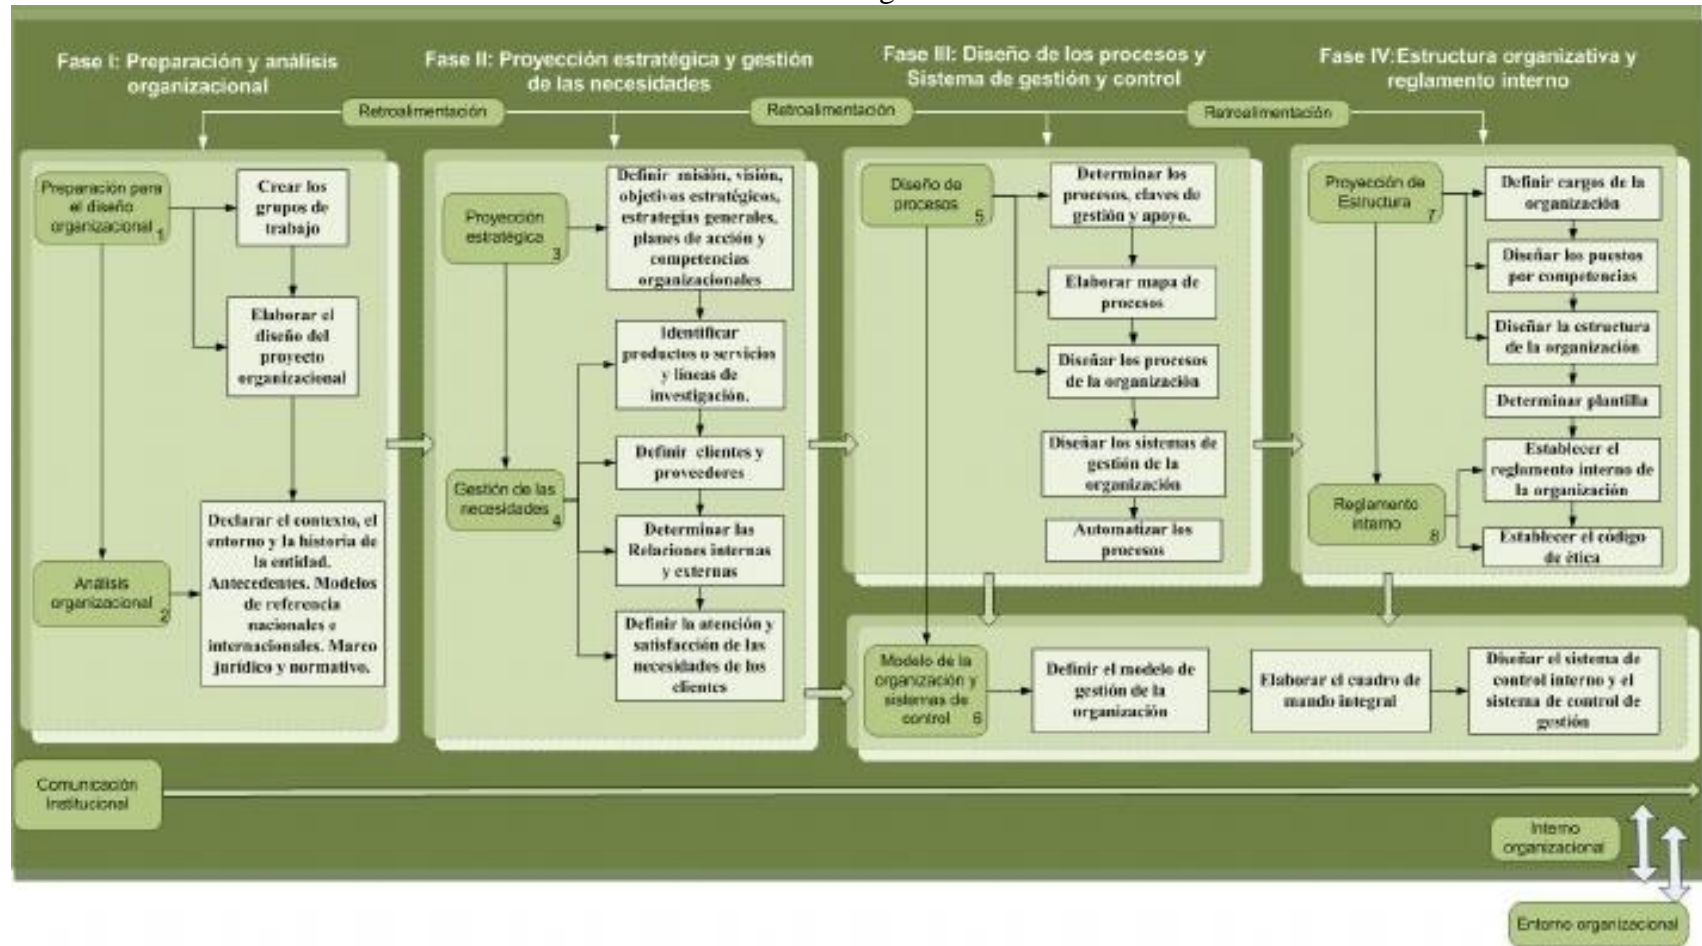 Fase I: Preparación y análisis
organizacional
Fase II: Proyección estratégica y gestión
de las necesidades
Fase III: Diseño de los procesos y
Sistema de gestión y control
Fase IV:Estructura organizativa y
reglamento interno
Retroalimentación
Retroalimentación
Retroalimentación
Preparación para
el diseño
organizacional
1
Crear los
grupos de
trabajo
Elaborar el
diseño del
proyecto
organizacional
Análisis
organizacional
2
Declarar el contexto, el
entorno y la historia de
la entidad.
Antecedentes. Modelos
de referencia
nacionales e
internacionales. Marco
jurídico y normativo.
Proyección
estratégica
3
Definir misión, visión,
objetivos estratégicos,
estrategias generales,
planes de acción y
competencias
organizacionales
Identificar
productos o servicios
y líneas de
investigación.
Definir clientes y
proveedores
Gestión de las
necesidades
4
Determinar las
Relaciones internas
y externas
Definir la atención y
satisfacción de las
necesidades de los
clientes
Diseño de
procesos
5
Determinar los
procesos, claves de
gestión y apoyo.
Elaborar mapa de
procesos
Diseñar los procesos
de la organización
Diseñar los sistemas de
gestión de la
organización
Automatizar los
procesos
Proyección de
Estructura
7
Definir cargos de la
organización
Diseñar los puestos
por competencias
Diseñar la estructura
de la organización
Determinar plantilla
Establecer el
reglamento interno de
la organización
Reglamento
interno
8
Establecer el código
de ética
Modelo de la
organización y
sistemas de
control
6
Definir el modelo de
gestión de la
organización
Elaborar el cuadro de
mando integral
Diseñar el sistema de
control interno y el
sistema de control de
gestión
Comunicación
Institucional
Interno
organizacional
Entorno organizacional